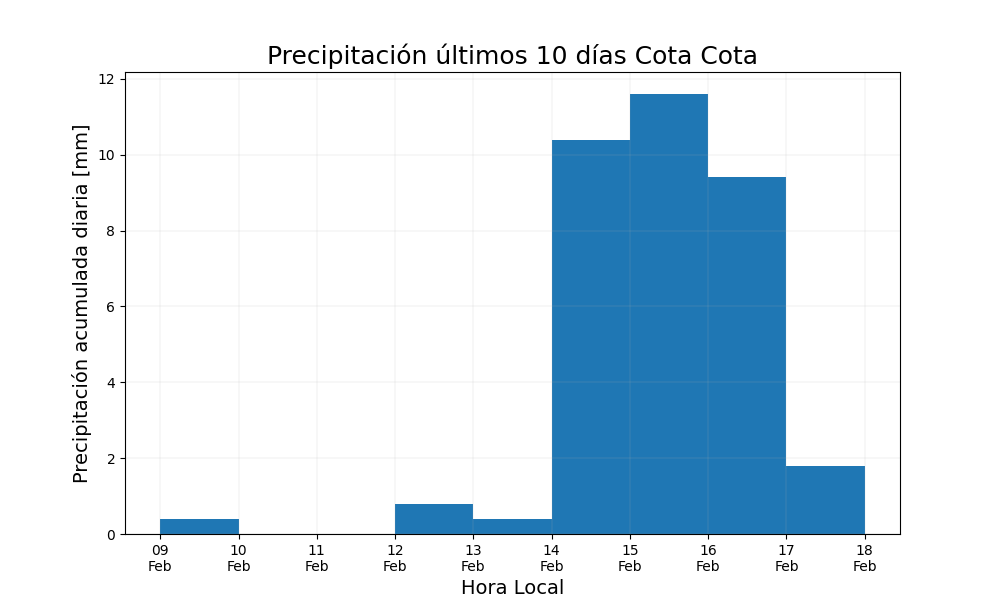 Precipitación últimos 10 días Cota Cota
Precipitación acumulada diaria [mm]
12
10
8
6
4
2
0
09 10 11 12 13 14 15 16 17 18
Feb Feb Feb Feb Feb Feb Feb Feb Feb Feb
Hora Local